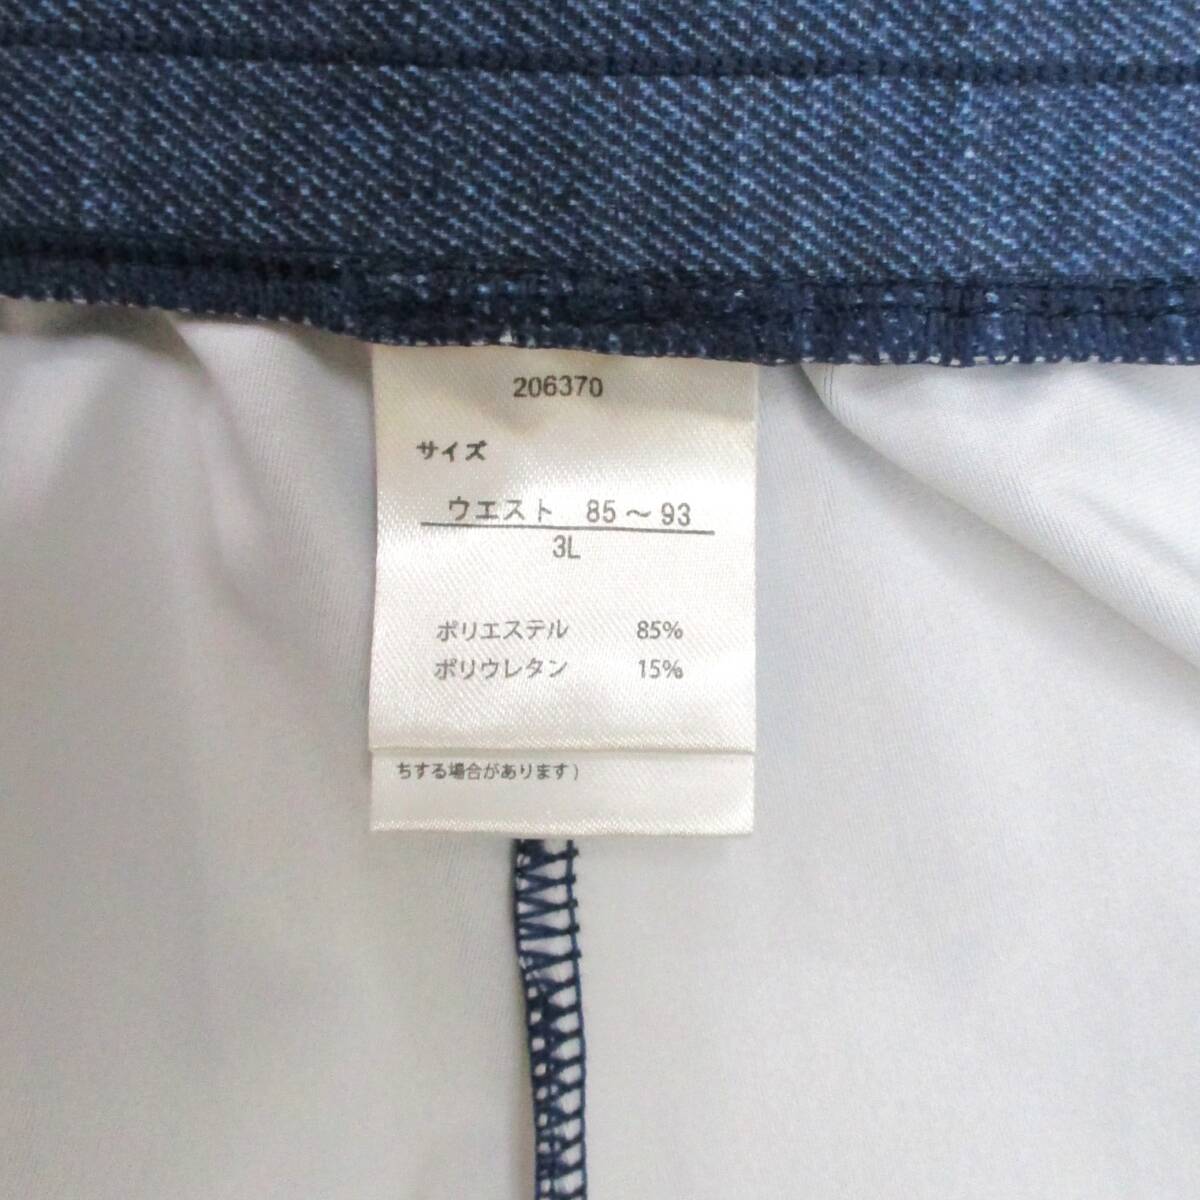 206370
サイズ
ウエスト 85～93
3L
ポリエステル 85%
ポリウレタン 15%
ちする場合があります）